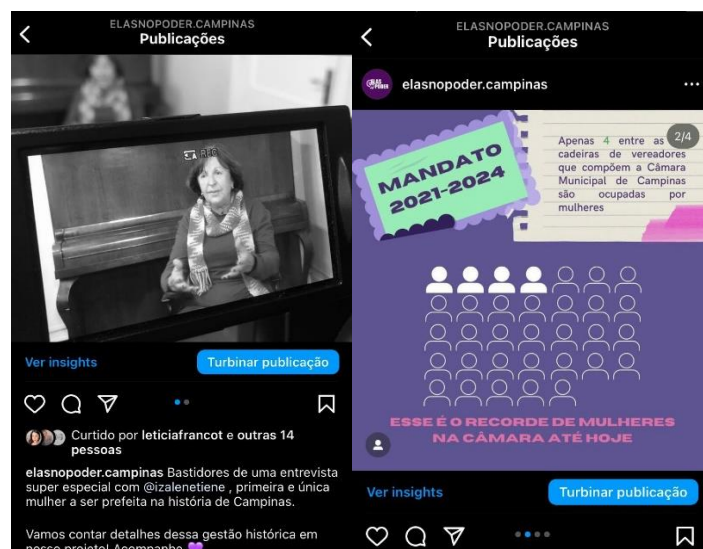 ELASNOPODER.CAMPINAS
Publicações
REC
Ver insights
Turbinar publicação
Curtido por leticiafrancot e outras 14
pessoas
elasnopoder.campinas Bastidores de uma entrevista
super especial com @izalenetiene , primeira e única
mulher a ser prefeita na história de Campinas.
Vamos contar detalhes dessa gestão histórica em
nosso projeto! Acompanhe 💜
ELASNOPODER.CAMPINAS
Publicações
elasnopoder.campinas
2/4
MANDATO
2021-2024
Apenas 4 entre as
cadeiras de vereadores
que compõem a Câmara
Municipal de Campinas
são ocupadas por
mulheres
ESSE É O RECORDE DE MULHERES
NA CÂMARA ATÉ HOJE
Ver insights
Turbinar publicação